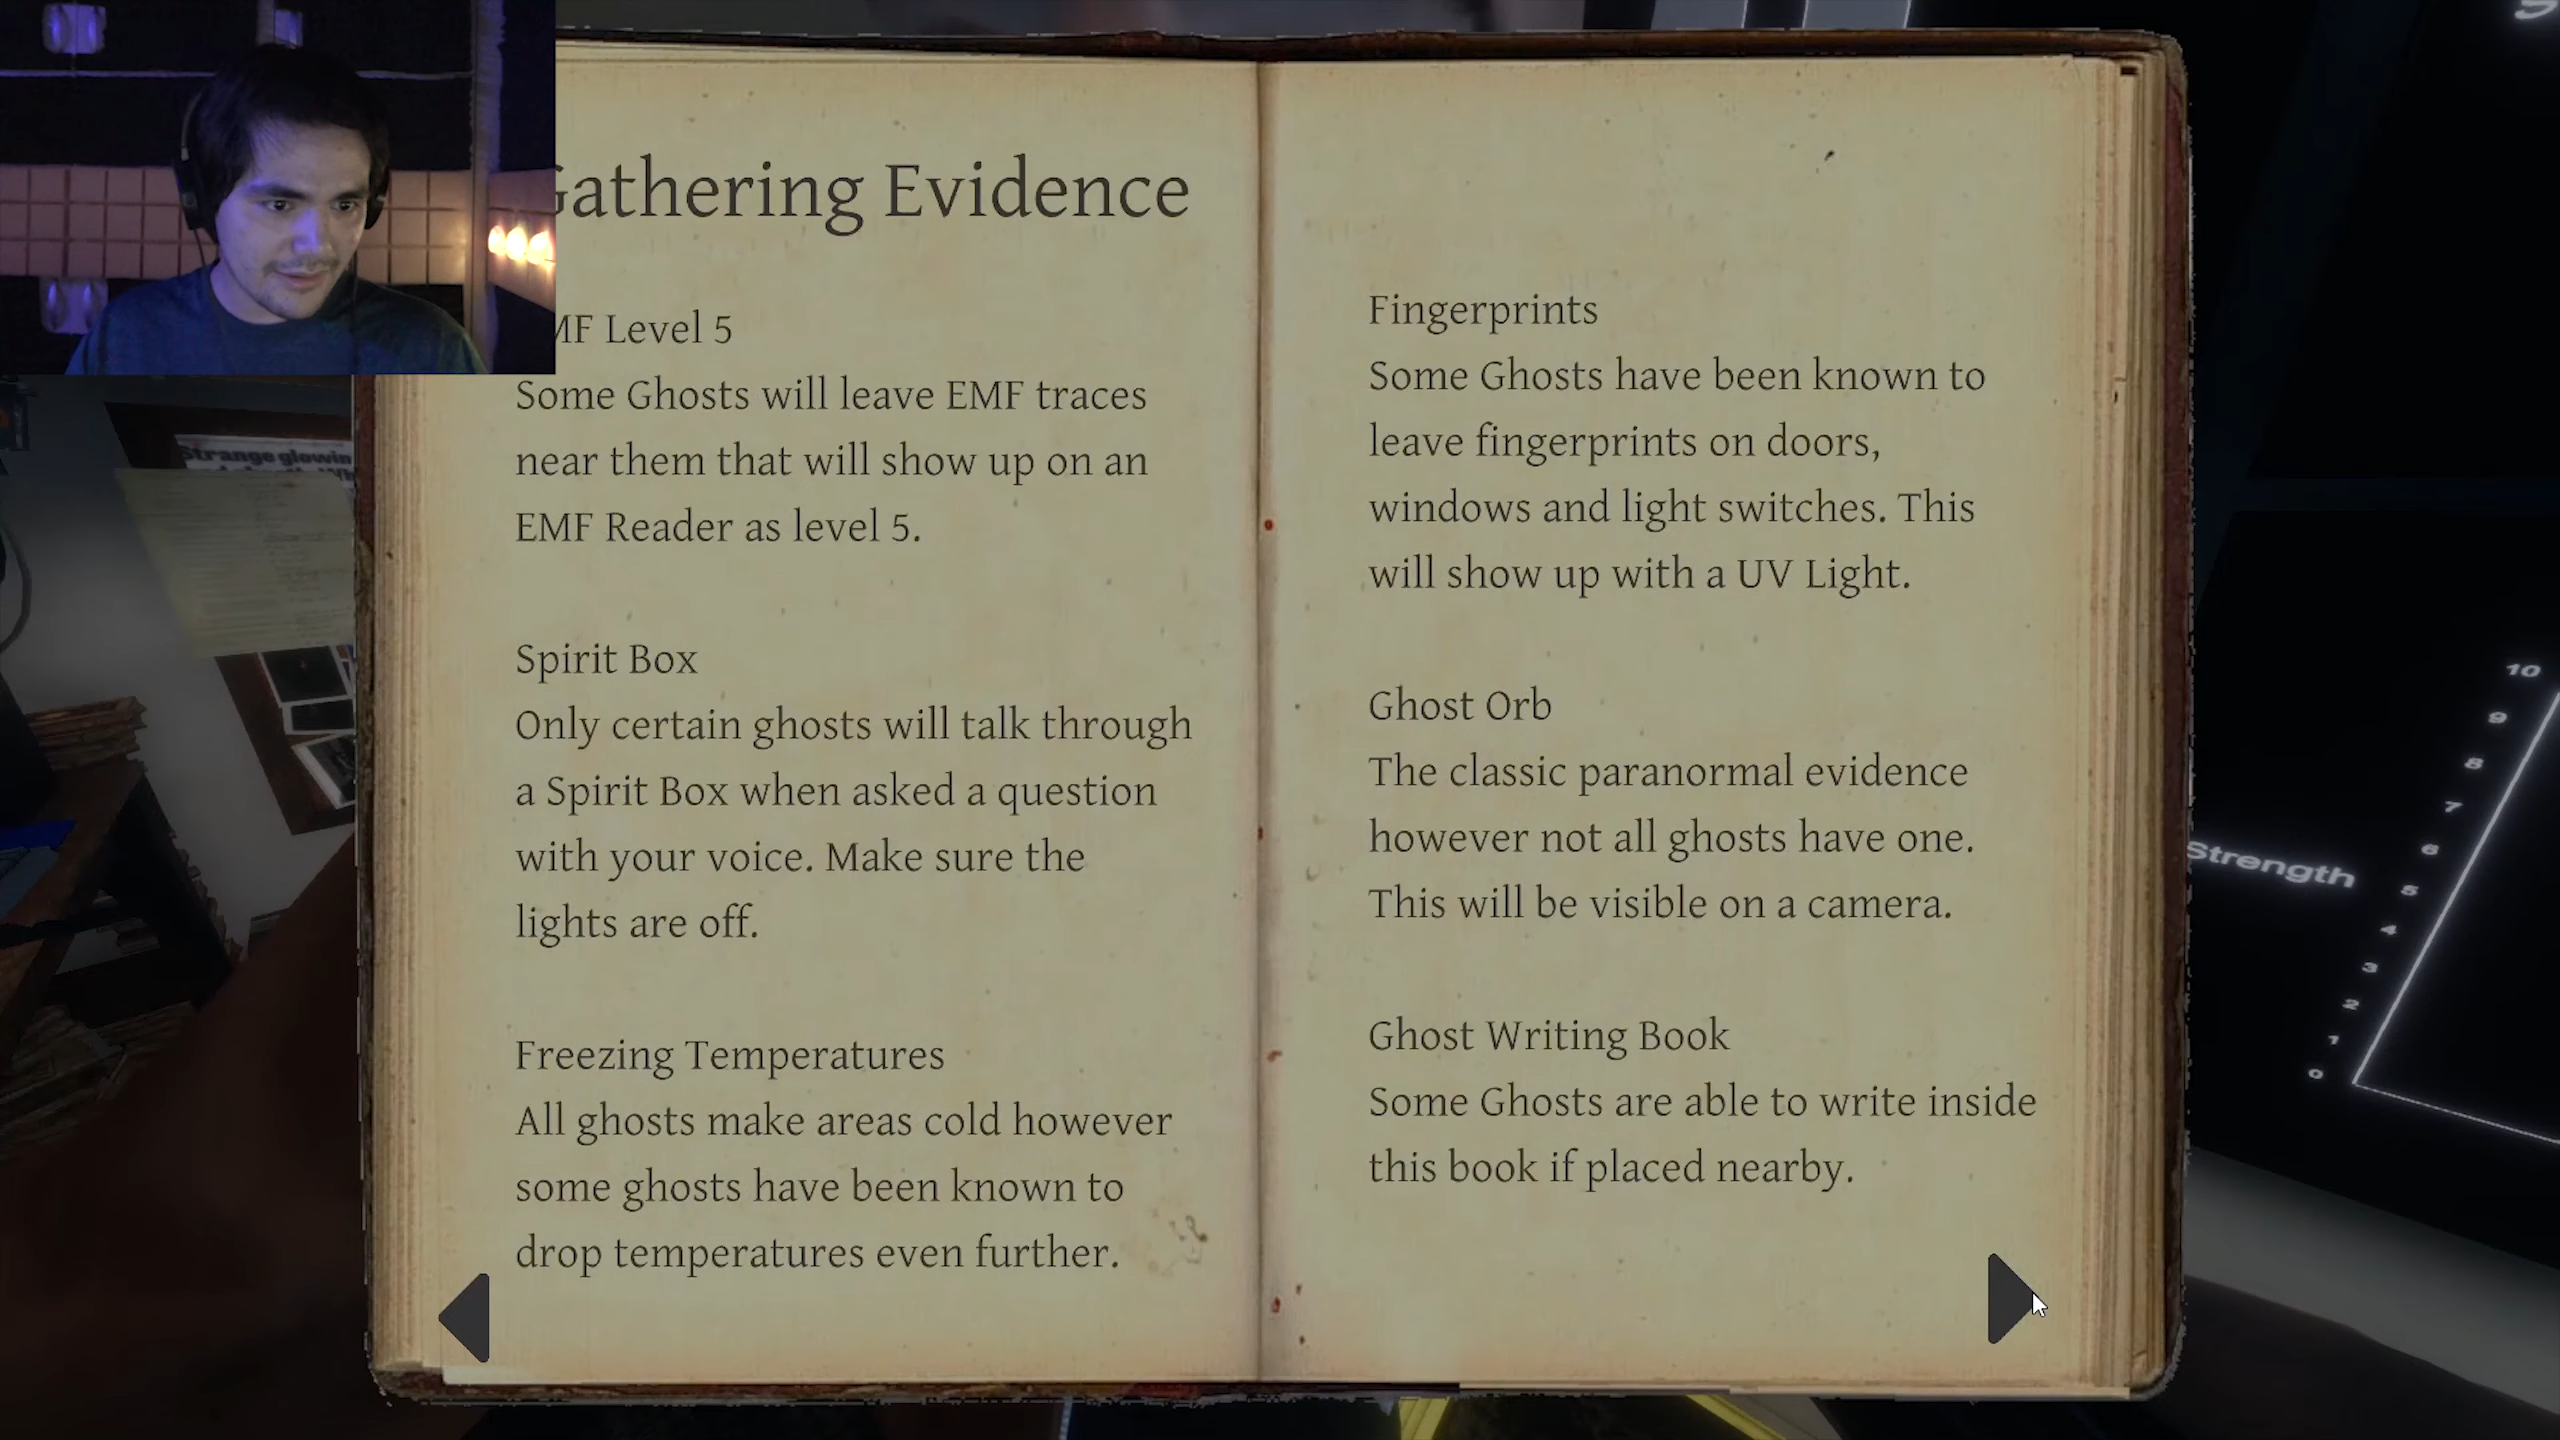 Gathering Evidence
EMF Level 5
Some Ghosts will leave EMF traces
near them that will show up on an
EMF Reader as level 5.
Spirit Box
Only certain ghosts will talk through
a Spirit Box when asked a question
with your voice. Make sure the
lights are off.
Freezing Temperatures
All ghosts make areas cold however
some ghosts have been known to
drop temperatures even further.
Fingerprints
Some Ghosts have been known to
leave fingerprints on doors,
windows and light switches. This
will show up with a UV Light.
Ghost Orb
The classic paranormal evidence
however not all ghosts have one.
This will be visible on a camera.
Ghost Writing Book
Some Ghosts are able to write inside
this book if placed nearby.
Strange glowin
Strength
10
9
8
7
6
5
4
3
2
1
0